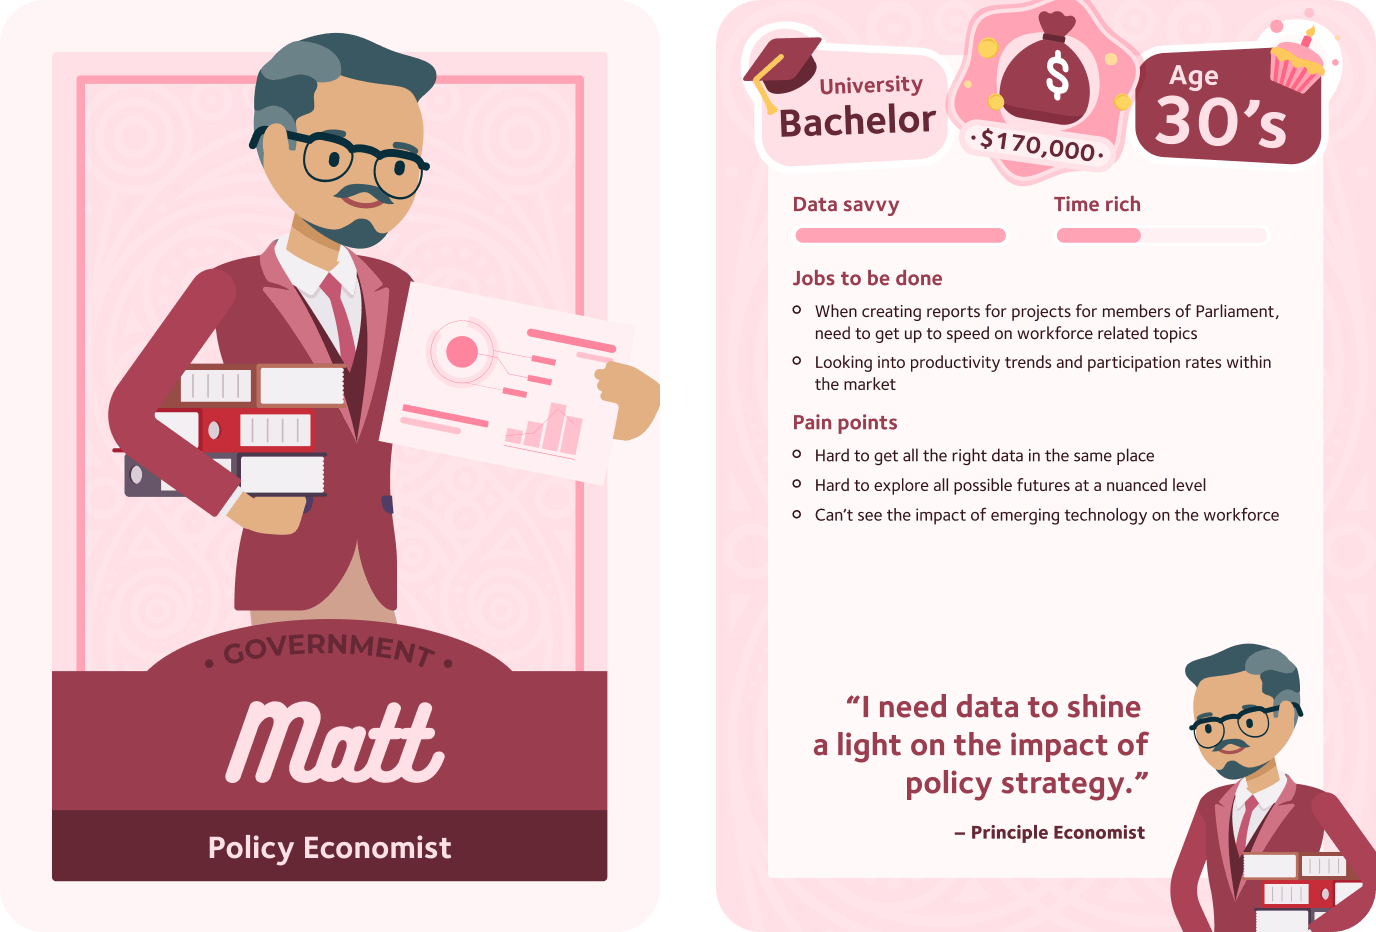 • GOVERNMENT •
Matt
Policy Economist
University
Bachelor
•$170,000•
$
Age
30’s
Data savvy
Time rich
Jobs to be done
When creating reports for projects for members of Parliament,
need to get up to speed on workforce related topics
Looking into productivity trends and participation rates within
the market
Pain points
Hard to get all the right data in the same place
Hard to explore all possible futures at a nuanced level
Can’t see the impact of emerging technology on the workforce
“I need data to shine
a light on the impact of
policy strategy.”
– Principle Economist